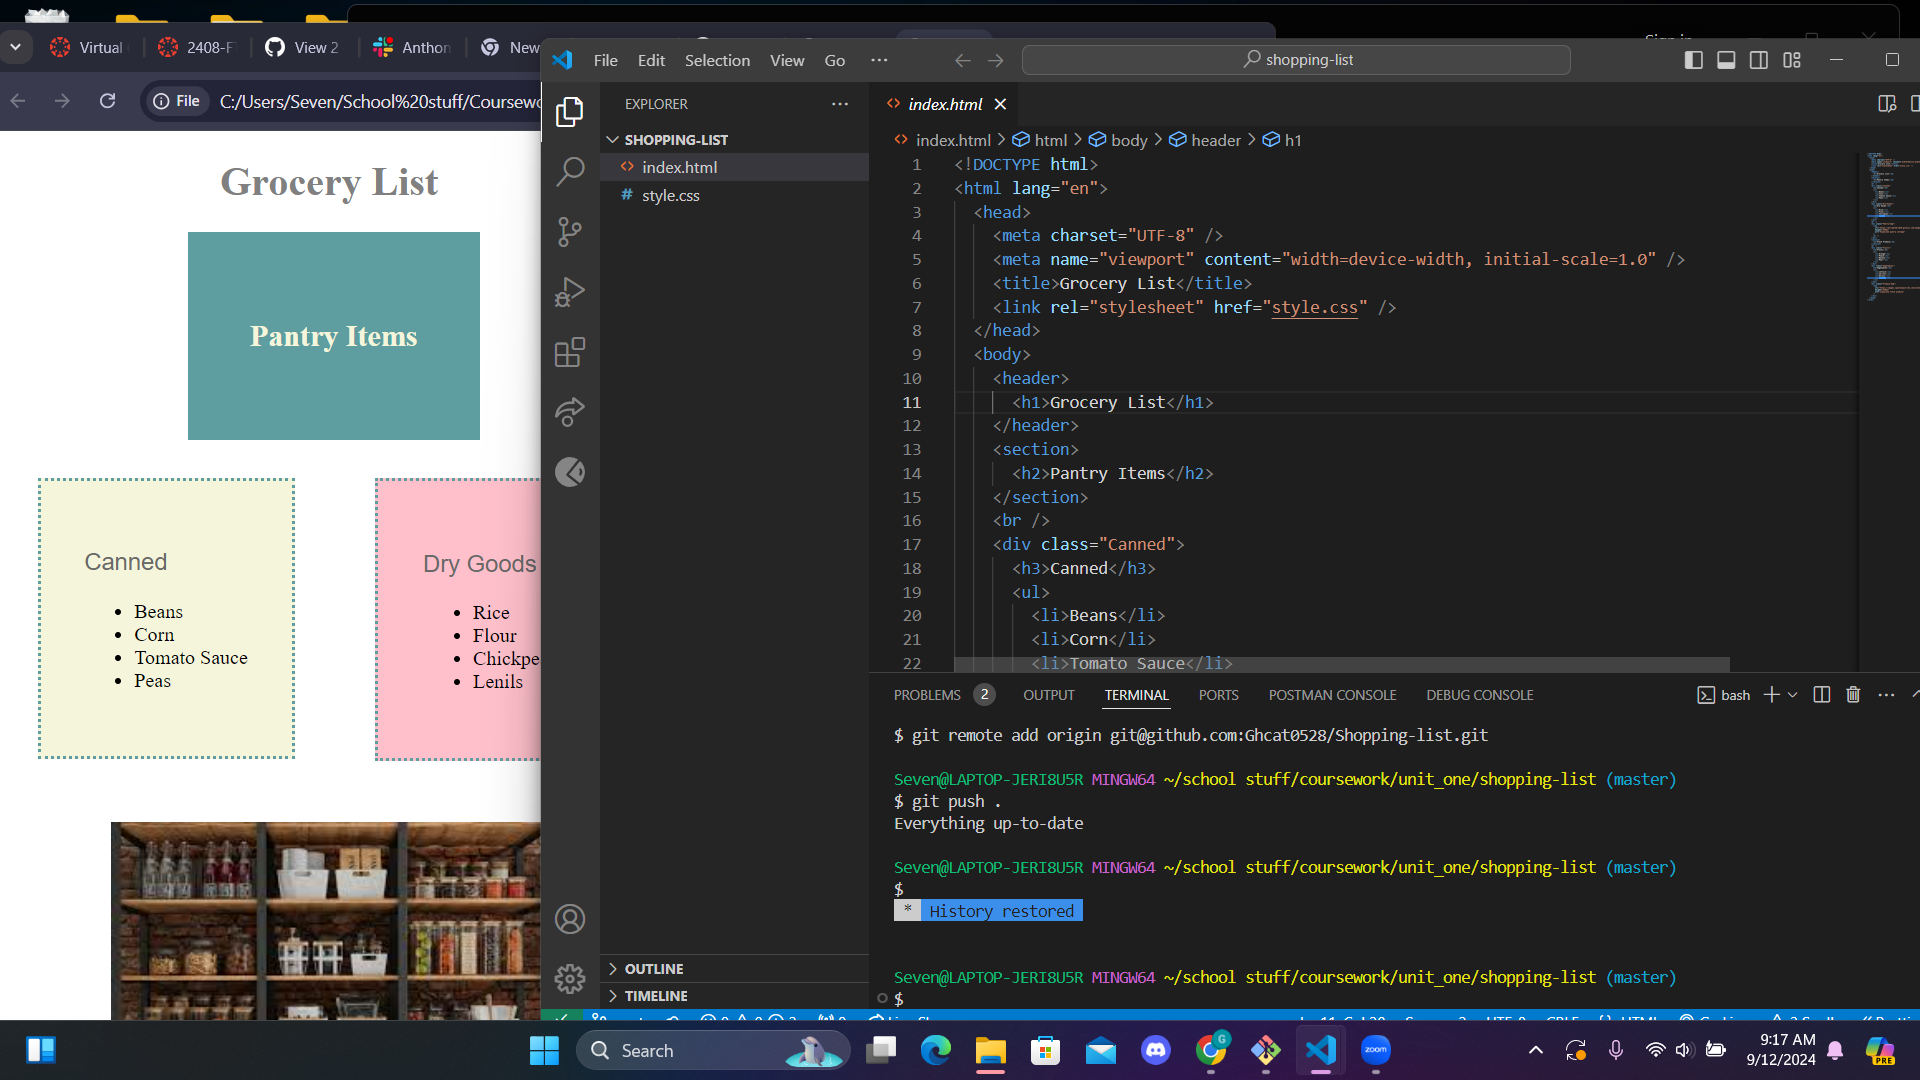 Virtual
2408-F
View 2
Anthon
New
File
C:/Users/Seven/School%20stuff/Coursewo
Grocery List
Pantry Items
Canned
Beans
Corn
Tomato Sauce
Peas
Dry Goods
Rice
Flour
Chickpe
Lenils
File Edit Selection View Go ···
shopping-list
EXPLORER ···
SHOPPING-LIST
index.html
style.css
OUTLINE
TIMELINE
index.html
index.html > html > body > header > h1
1 <!DOCTYPE html>
2 <html lang="en">
3 <head>
4 <meta charset="UTF-8" />
5 <meta name="viewport" content="width=device-width, initial-scale=1.0" />
6 <title>Grocery List</title>
7 <link rel="stylesheet" href="style.css" />
8 </head>
9 <body>
10 <header>
11 <h1>Grocery List</h1>
12 </header>
13 <section>
14 <h2>Pantry Items</h2>
15 </section>
16 <br />
17 <div class="Canned">
18 <h3>Canned</h3>
19 <ul>
20 <li>Beans</li>
21 <li>Corn</li>
22 <li>Tomato Sauce</li>
PROBLEMS 2 OUTPUT TERMINAL PORTS POSTMAN CONSOLE DEBUG CONSOLE
bash
$ git remote add origin git@github.com:Ghcat0528/Shopping-list.git
Seven@LAPTOP-JERI8U5R MINGW64 ~/school stuff/coursework/unit_one/shopping-list (master)
$ git push .
Everything up-to-date
Seven@LAPTOP-JERI8U5R MINGW64 ~/school stuff/coursework/unit_one/shopping-list (master)
$
* History restored
Seven@LAPTOP-JERI8U5R MINGW64 ~/school stuff/coursework/unit_one/shopping-list (master)
$
Search
zoom
G
PRE
9:17 AM
9/12/2024